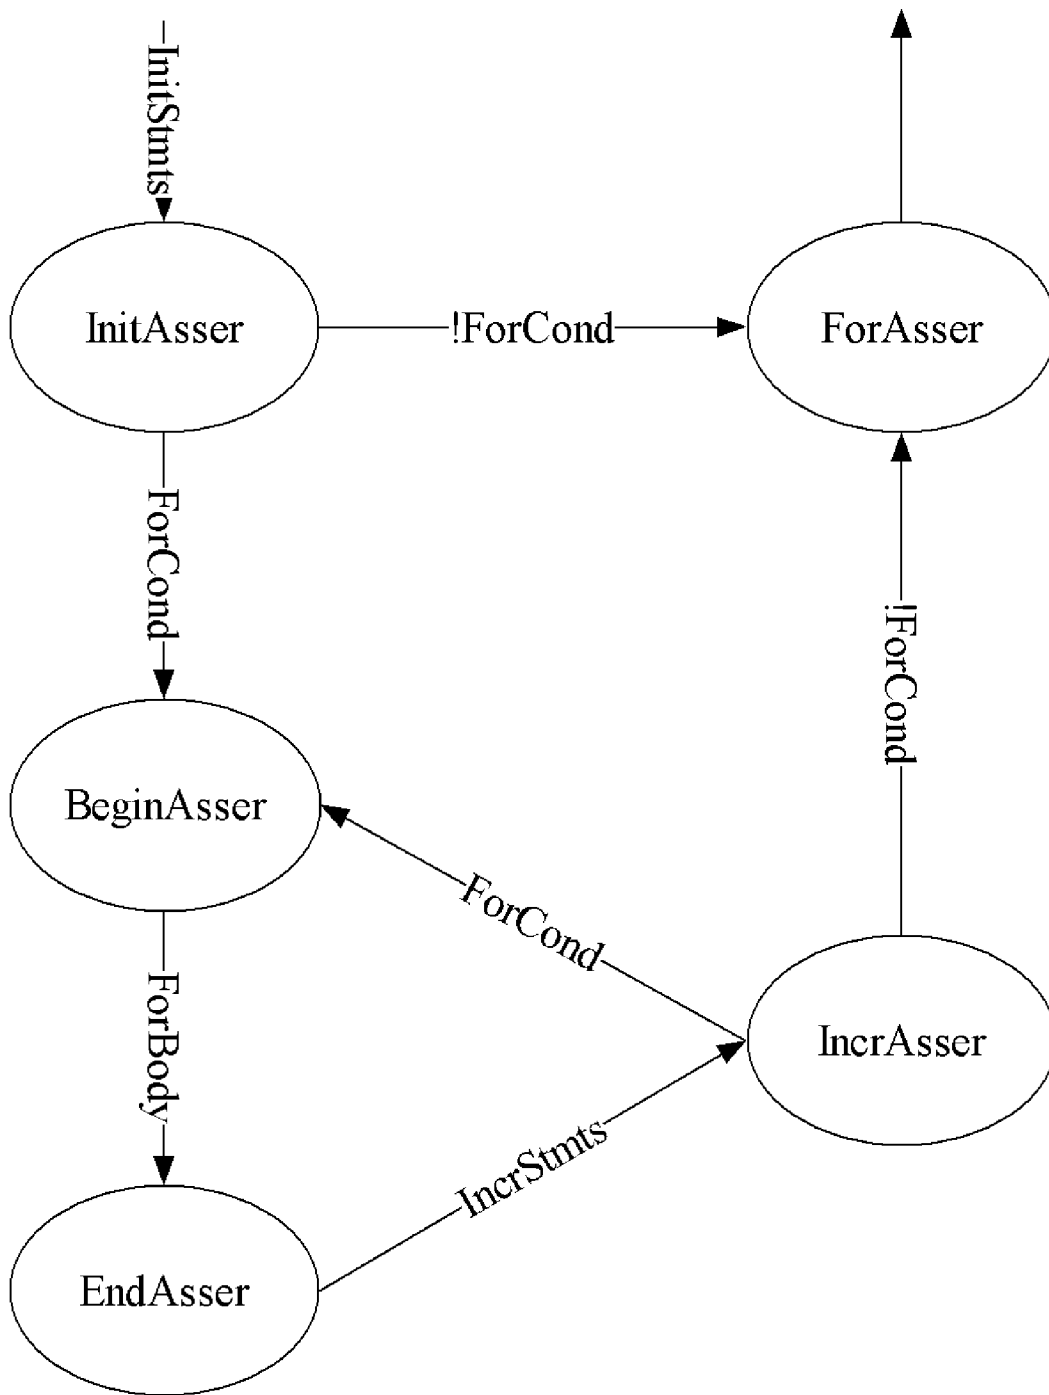 InitStmts
InitAsser
!ForCond
ForAsser
ForCond
!ForCond
BeginAsser
ForCond
ForBody
IncrAsser
IncrStmts
EndAsser